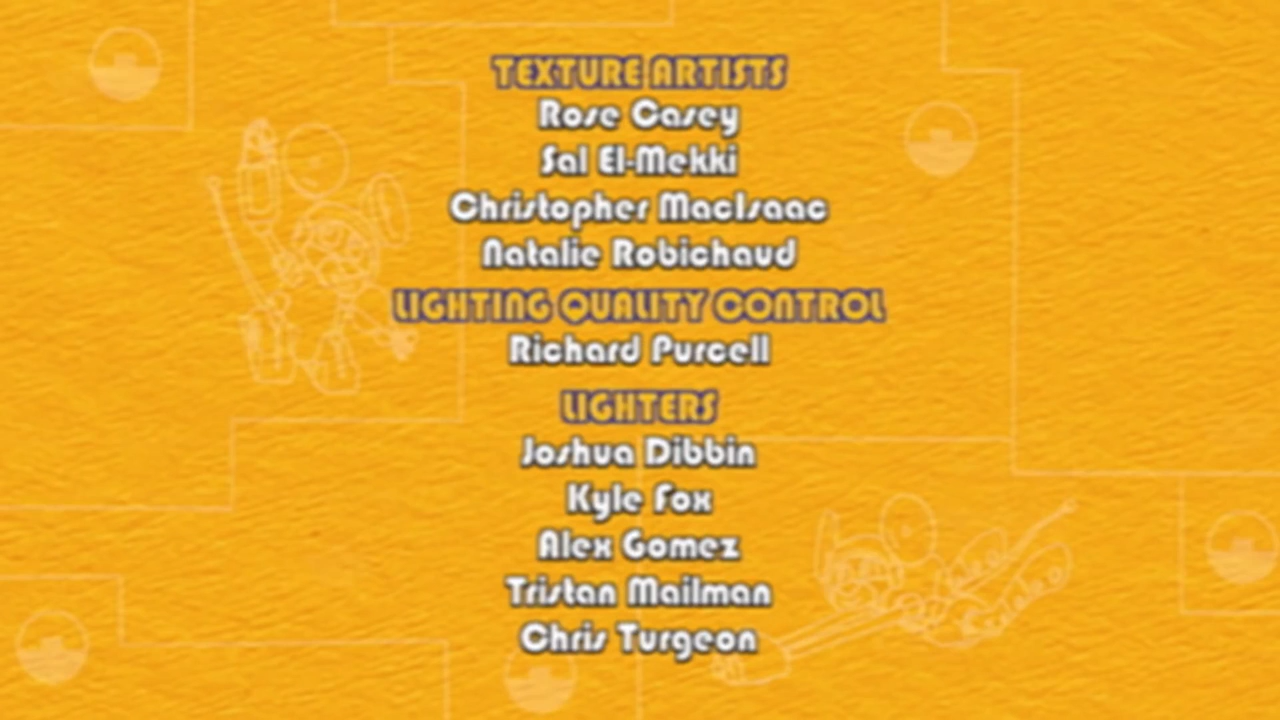 TEXTURE ARTISTS
Rose Casey
Sal El-Mekki
Christopher MacIsaac
Natalie Robichaud
LIGHTING QUALITY CONTROL
Richard Purcell
LIGHTERS
Joshua Dibbin
Kyle Fox
Alex Gomez
Tristan Mailman
Chris Turgeon